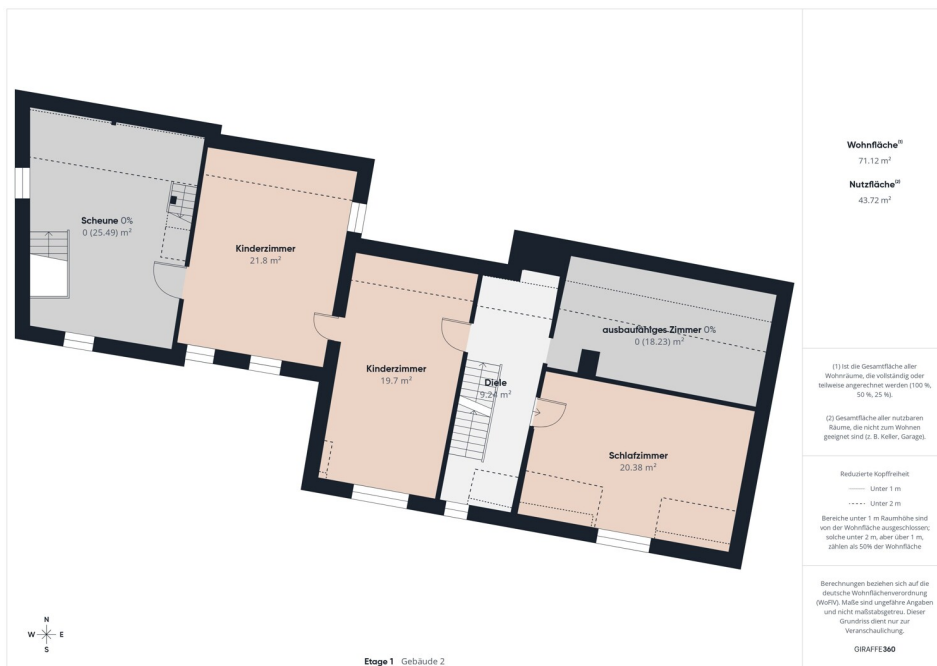 Scheune 0%
0 (25.49) m²
Kinderzimmer
21.8 m²
Kinderzimmer
19.7 m²
Diele
9.24 m²
ausbaufähiges Zimmer 0%
0 (18.23) m²
Schlafzimmer
20.38 m²
Wohnfläche⁽¹⁾
71.12 m²
Nutzfläche⁽²⁾
43.72 m²
(1) Ist die Gesamtfläche aller
Wohnräume, die vollständig oder
teilweise angerechnet werden (100 %,
50 %, 25 %).
(2) Gesamtfläche aller nutzbaren
Räume, die nicht zum Wohnen
geeignet sind (z. B. Keller, Garage).
Reduzierte Kopffreiheit
Unter 1 m
Unter 2 m
Bereiche unter 1 m Raumhöhe sind
von der Wohnfläche ausgeschlossen;
solche unter 2 m, aber über 1 m,
zählen als 50% der Wohnfläche
Berechnungen beziehen sich auf die
deutsche Wohnflächenverordnung
(WoFlV). Maße sind ungefähre Angaben
und nicht maßstabsgetreu. Dieser
Grundriss dient nur zur
Veranschaulichung.
GIRAFFE360
N
W E
S
Etage 1 Gebäude 2